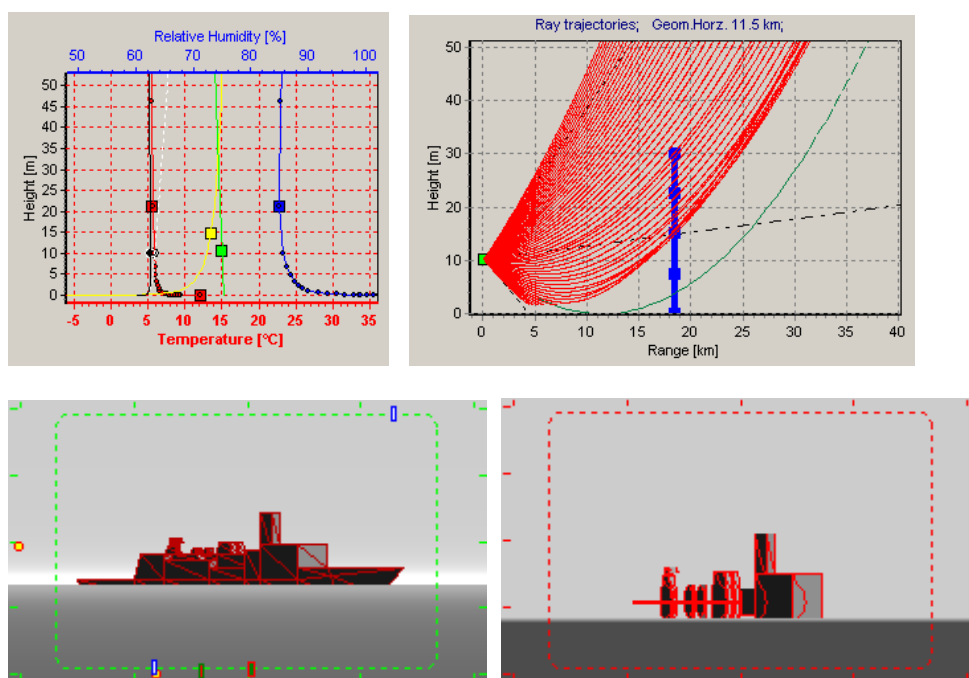 Relative Humidity [%]
50 60 70 80 90 100
Height [m]
50
45
40
35
30
25
20
15
10
5
0
-5 0 5 10 15 20 25 30 35
Temperature [ºC]
Ray trajectories; Geom.Horz. 11.5 km;
Height [m]
50
40
30
20
10
0
0 5 10 15 20 25 30 35 40
Range [km]